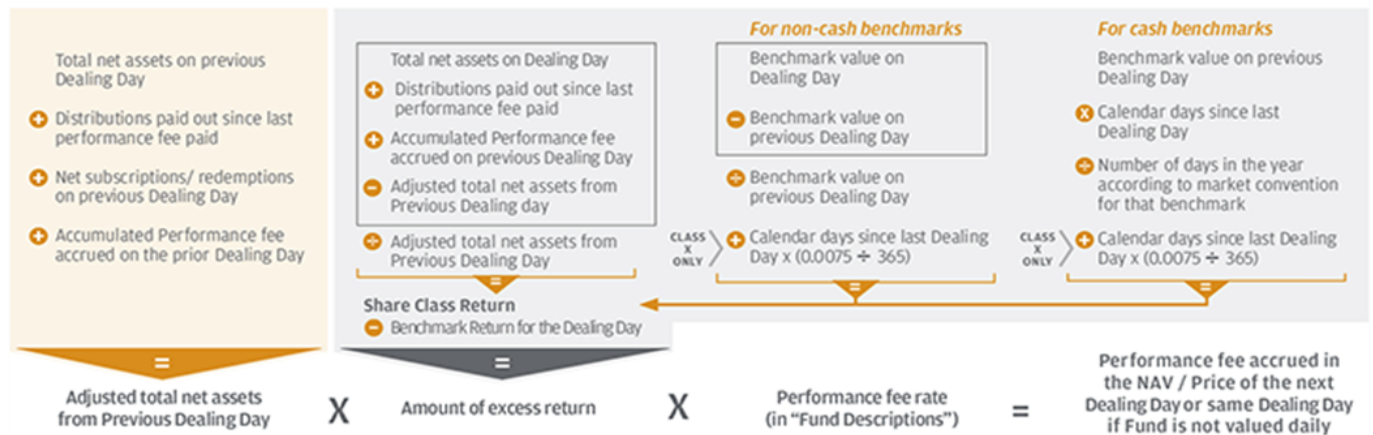 Total net assets on previous
Dealing Day
+ Distributions paid out since last
performance fee paid
+ Net subscriptions/ redemptions
on previous Dealing Day
+ Accumulated Performance fee
accrued on the prior Dealing Day
=
Adjusted total net assets
from Previous Dealing Day
X
Total net assets on Dealing Day
+ Distributions paid out since last
performance fee paid
+ Accumulated Performance fee
accrued on previous Dealing Day
− Adjusted total net assets from
Previous Dealing day
÷ Adjusted total net assets from
Previous Dealing Day
=
Share Class Return
− Benchmark Return for the Dealing Day
=
Amount of excess return
X
For non-cash benchmarks
Benchmark value on
Dealing Day
− Benchmark value on
previous Dealing Day
÷ Benchmark value on
previous Dealing Day
CLASS
X
ONLY
+ Calendar days since last Dealing
Day x (0.0075 ÷ 365)
=
For cash benchmarks
Benchmark value on previous
Dealing Day
x Calendar days since last
Dealing Day
÷ Number of days in the year
according to market convention
for that benchmark
CLASS
X
ONLY
+ Calendar days since last Dealing
Day x (0.0075 ÷ 365)
=
Performance fee rate
(in “Fund Descriptions”)
=
Performance fee accrued in
the NAV / Price of the next
Dealing Day or same Dealing Day
if Fund is not valued daily